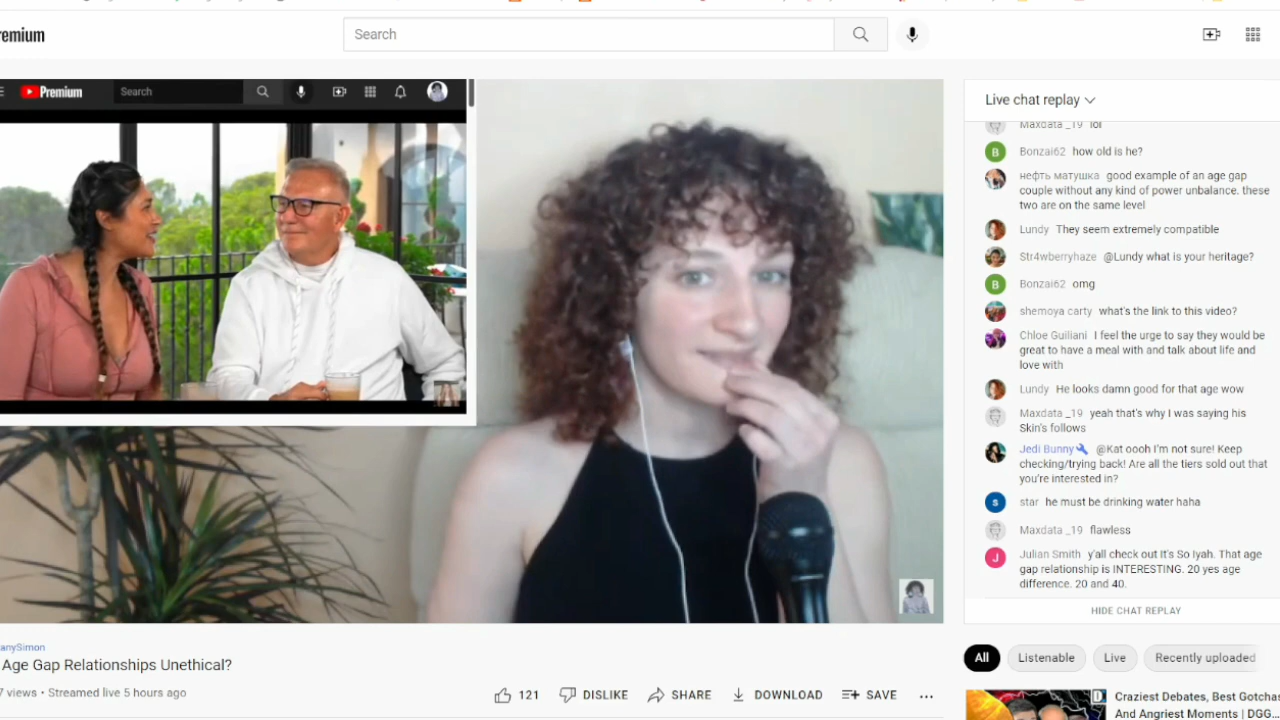 remium
Search
Premium
Search
Live chat replay
Maxdata _19 lol
Bonzai62 how old is he?
нефть матушка good example of an age gap
couple without any kind of power unbalance. these
two are on the same level
Lundy They seem extremely compatible
Str4wberryhaze @Lundy what is your heritage?
Bonzai62 omg
shemoya carty what's the link to this video?
Chloe Guiliani I feel the urge to say they would be
great to have a meal with and talk about life and
love with
Lundy He looks damn good for that age wow
Maxdata _19 yeah that's why I was saying his
Skin's follows
Jedi Bunny @Kat oooh I'm not sure! Keep
checking/trying back! Are all the tiers sold out that
you're interested in?
star he must be drinking water haha
Maxdata _19 flawless
Julian Smith y'all check out It's So Iyah. That age
gap relationship is INTERESTING. 20 yes age
difference. 20 and 40.
HIDE CHAT REPLAY
anySimon
Age Gap Relationships Unethical?
7 views • Streamed live 5 hours ago
121
DISLIKE
SHARE
DOWNLOAD
SAVE
All
Listenable
Live
Recently uploaded
Craziest Debates, Best Gotchas
And Angriest Moments | DGG...